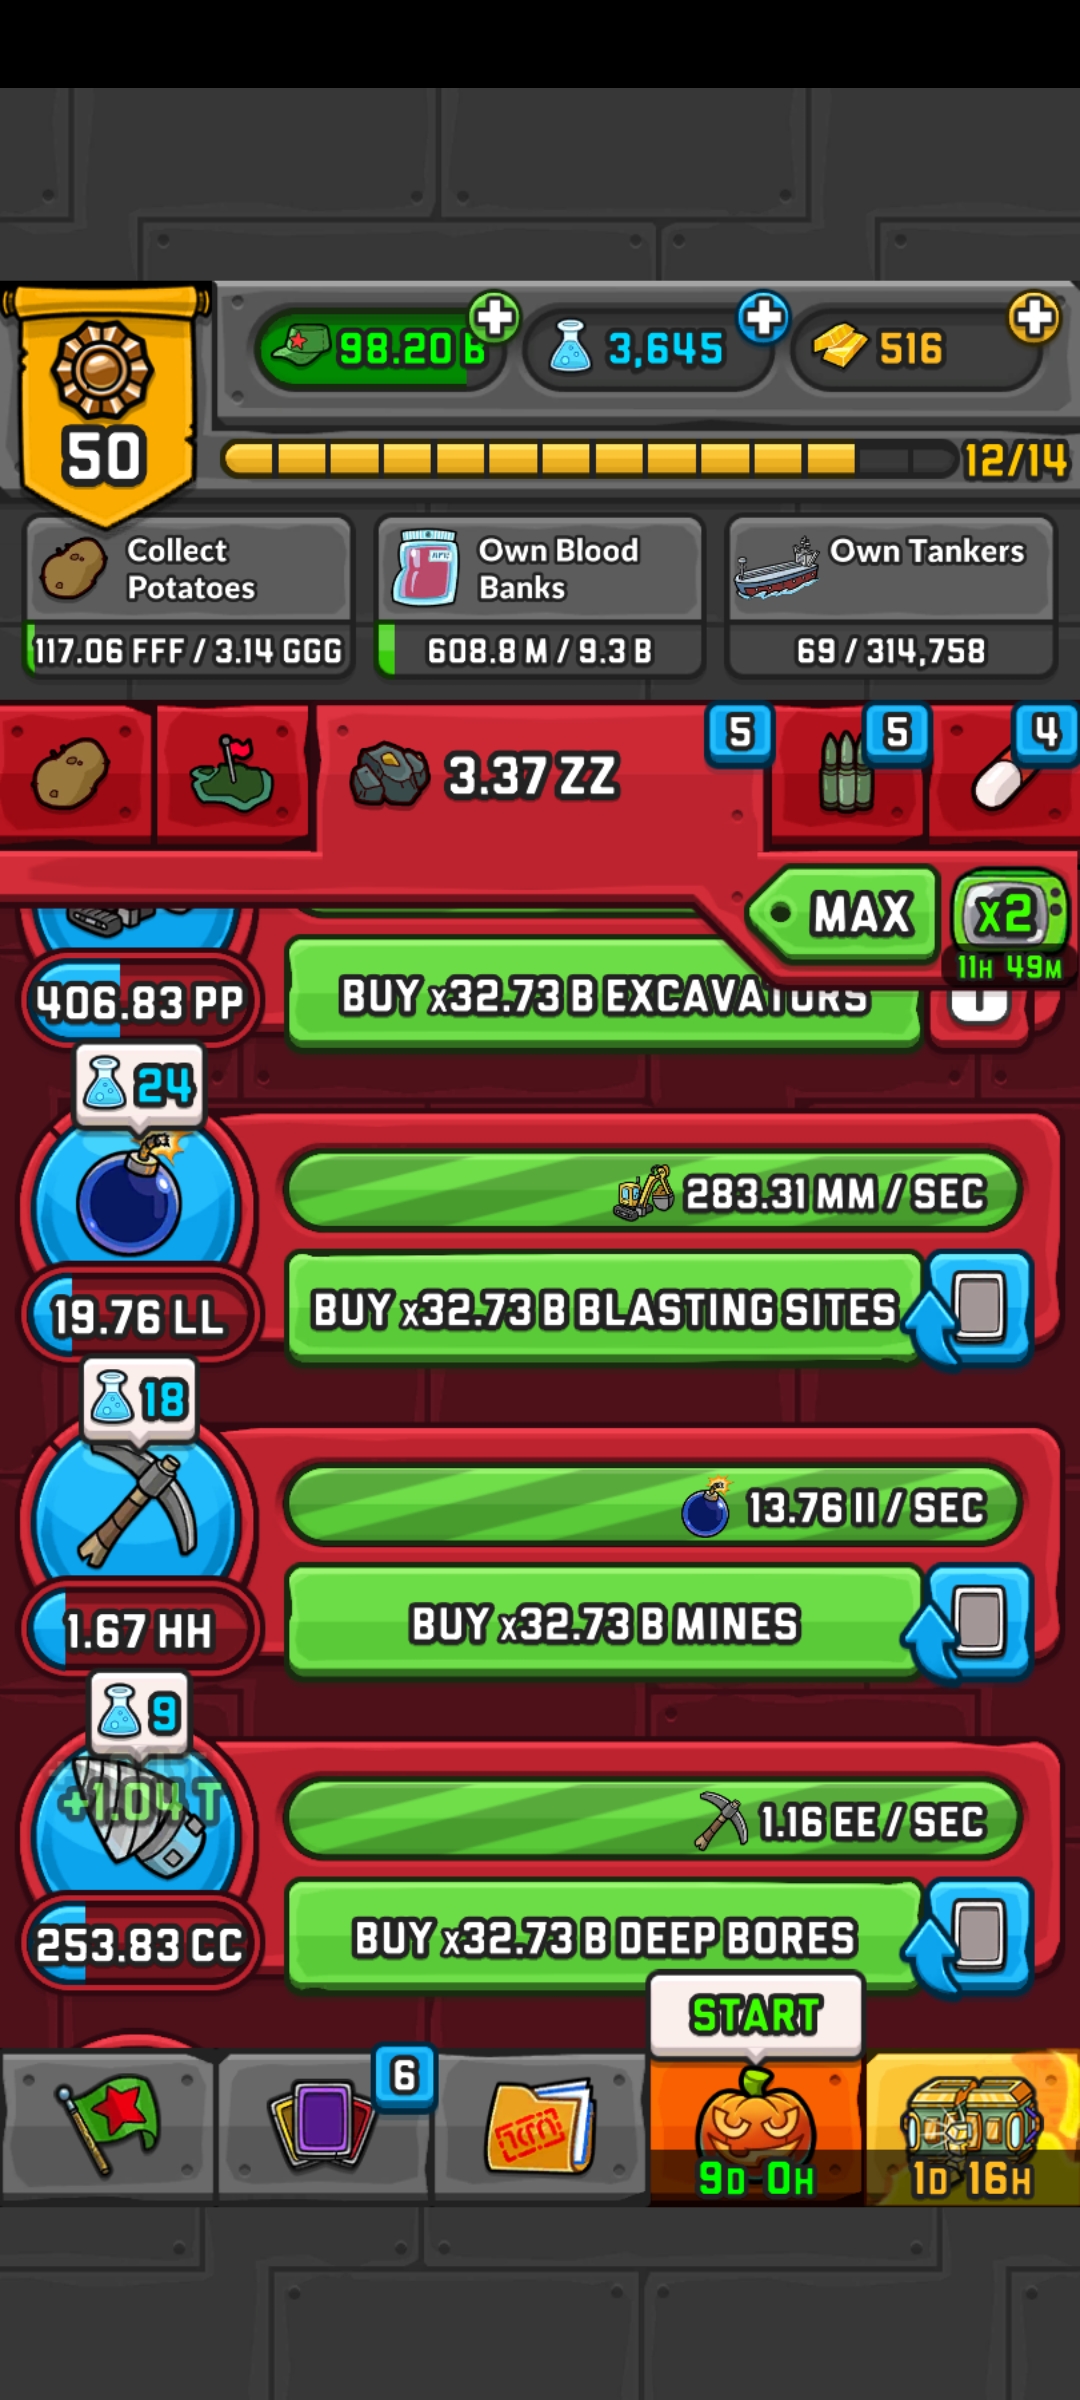 98.20 B
3,645
516
50
12/14
Collect
Potatoes
117.06 FFF / 3.14 GGG
Own Blood
Banks
608.8 M / 9.3 B
Own Tankers
69 / 314,758
3.37 ZZ
5
5
4
MAX
x2
11H 49M
406.83 PP
BUY x32.73 B EXCAVATORS
24
283.31 MM / SEC
19.76 LL
BUY x32.73 B BLASTING SITES
18
13.76 II / SEC
1.67 HH
BUY x32.73 B MINES
9
+1.04 T
1.16 EE / SEC
253.83 CC
BUY x32.73 B DEEP BORES
START
6
9D 0H
1D 16H